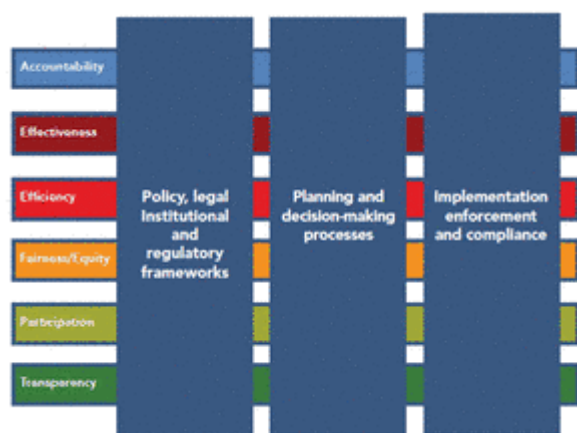 Accountability
Effectiveness
Efficiency
Fairness/Equity
Participation
Transparency
Policy, legal
institutional
and
regulatory
frameworks
Planning and
decision-making
processes
Implementation
enforcement
and compliance